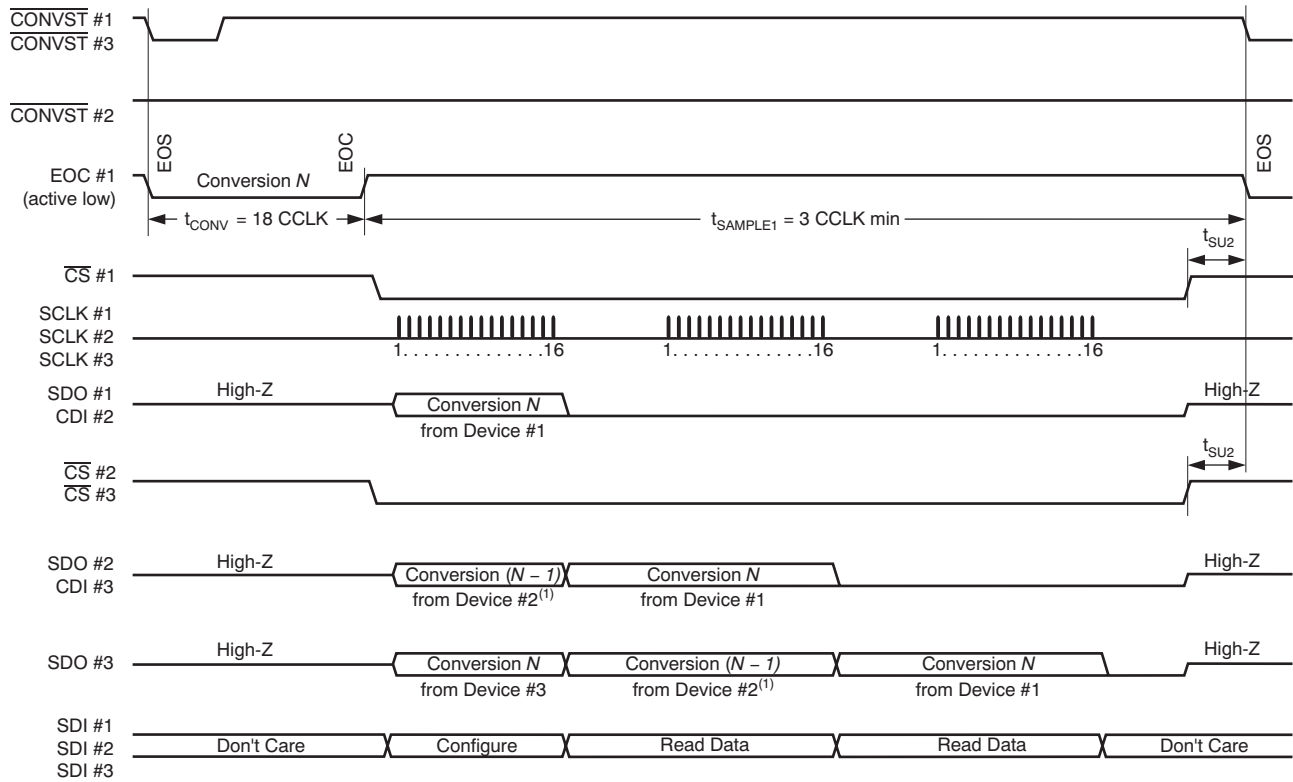 CONVST #1
CONVST #3
CONVST #2
EOS
EOC
EOS
EOC #1
(active low)
Conversion N
tCONV = 18 CCLK
tSAMPLE1 = 3 CCLK min
tSU2
CS #1
SCLK #1
SCLK #2
SCLK #3
1. . . . . . . . . . . . . .16
1. . . . . . . . . . . . . .16
1. . . . . . . . . . . . . .16
SDO #1
CDI #2
High-Z
Conversion N
from Device #1
High-Z
tSU2
CS #2
CS #3
SDO #2
CDI #3
High-Z
Conversion (N − 1)
from Device #2(1)
Conversion N
from Device #1
High-Z
SDO #3
High-Z
Conversion N
from Device #3
Conversion (N − 1)
from Device #2(1)
Conversion N
from Device #1
High-Z
SDI #1
SDI #2
SDI #3
Don't Care
Configure
Read Data
Read Data
Don't Care